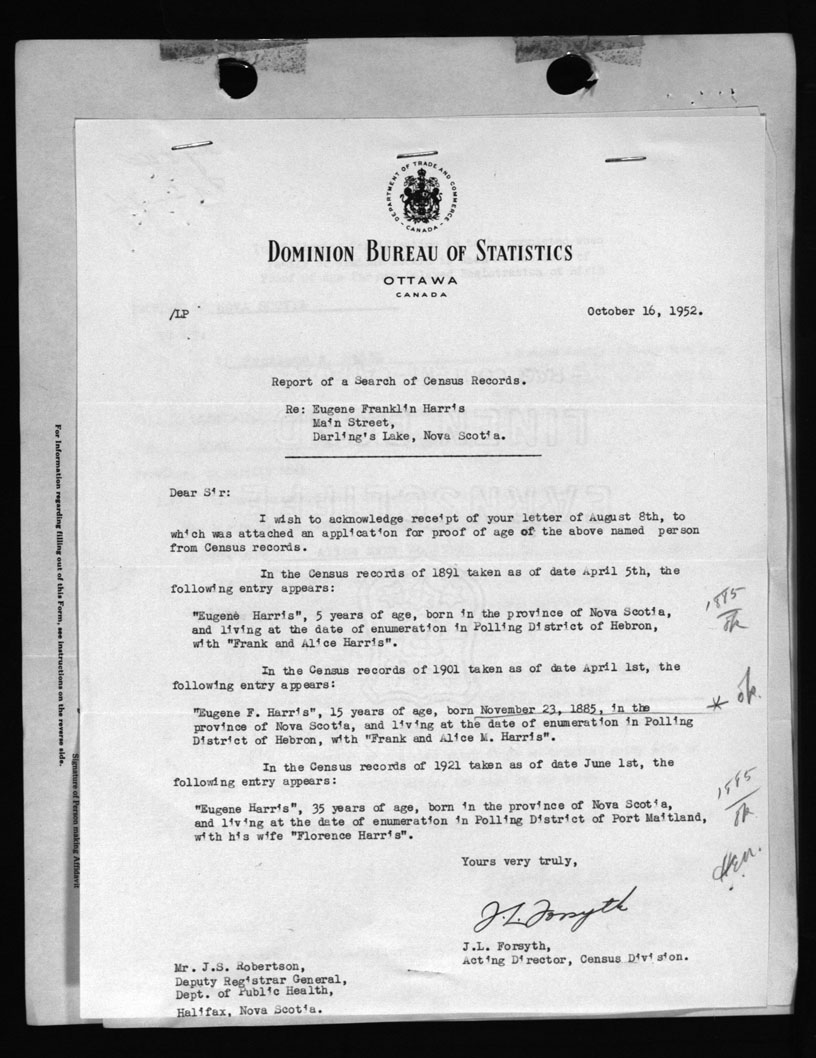 DEPARTMENT OF TRADE AND COMMERCE
- CANADA -
DOMINION BUREAU OF STATISTICS
OTTAWA
CANADA
/LP
October 16, 1952.
Report of a Search of Census Records.
Re: Eugene Franklin Harris
Main Street,
Darling's Lake, Nova Scotia.
Dear Sir:
I wish to acknowledge receipt of your letter of August 8th, to
which was attached an application for proof of age of the above named person
from Census records.
In the Census records of 1891 taken as of date April 5th, the
following entry appears:
"Eugene Harris", 5 years of age, born in the province of Nova Scotia,
and living at the date of enumeration in Polling District of Hebron,
with "Frank and Alice Harris".
1885
ok
In the Census records of 1901 taken as of date April 1st, the
following entry appears:
"Eugene F. Harris", 15 years of age, born November 23, 1885, in the
province of Nova Scotia, and living at the date of enumeration in Polling
District of Hebron, with "Frank and Alice M. Harris".
* ok.
In the Census records of 1921 taken as of date June 1st, the
following entry appears:
"Eugene Harris", 35 years of age, born in the province of Nova Scotia,
and living at the date of enumeration in Polling District of Port Maitland,
with his wife "Florence Harris".
1885
ok
Yours very truly,
J.L. Forsyth
J.L. Forsyth,
Acting Director, Census Division.
Mr. J.S. Robertson,
Deputy Registrar General,
Dept. of Public Health,
Halifax, Nova Scotia.
For Information regarding filling out of this Form, see instructions on the reverse side.
Signature of Person making Affidavit